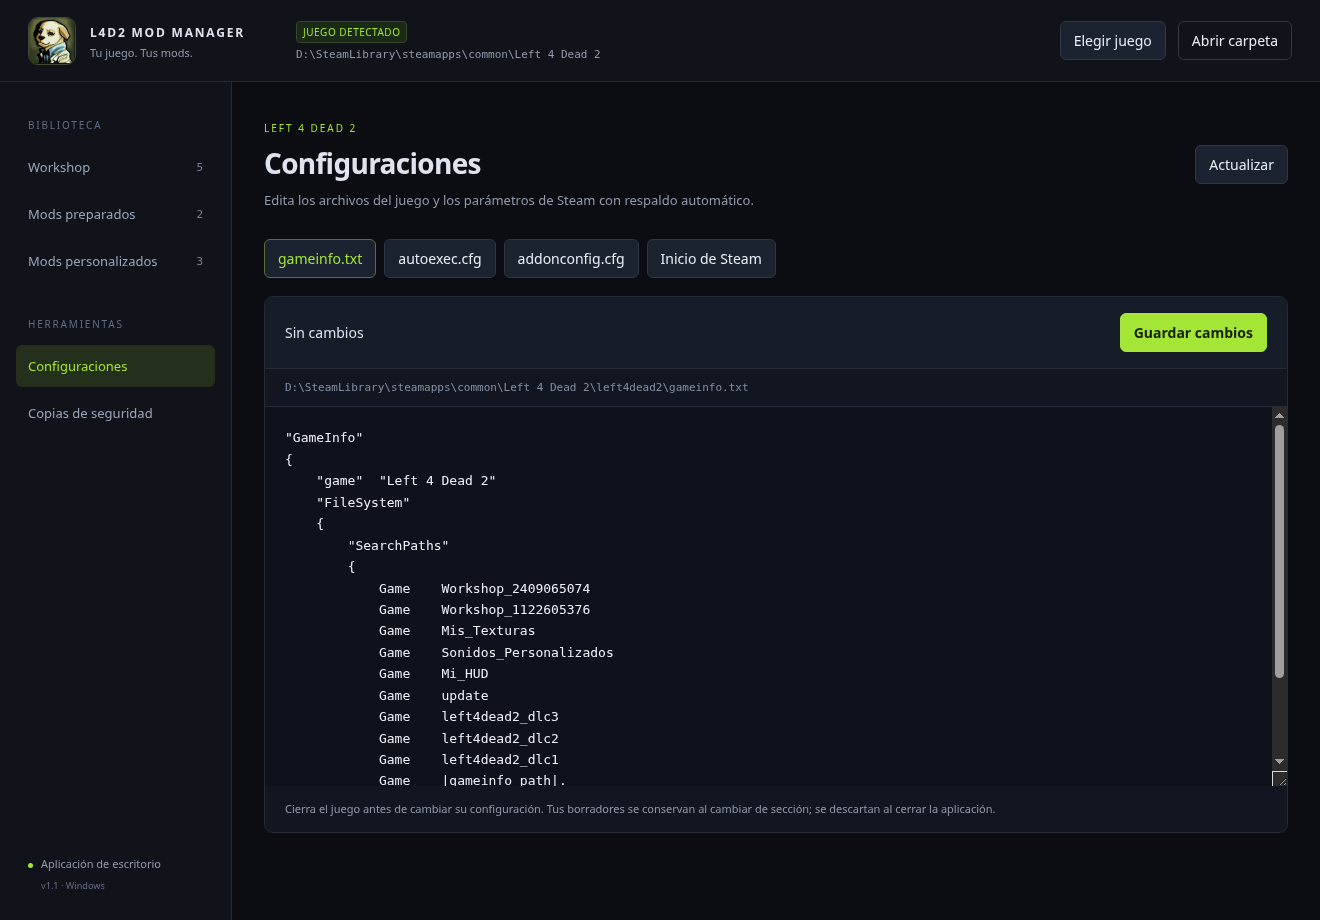 L4D2 MOD MANAGER
Tu juego. Tus mods.
JUEGO DETECTADO
D:\SteamLibrary\steamapps\common\Left 4 Dead 2
Elegir juego
Abrir carpeta
BIBLIOTECA
Workshop 5
Mods preparados 2
Mods personalizados 3
HERRAMIENTAS
Configuraciones
Copias de seguridad
Aplicación de escritorio
v1.1 · Windows
LEFT 4 DEAD 2
Configuraciones
Actualizar
Edita los archivos del juego y los parámetros de Steam con respaldo automático.
gameinfo.txt
autoexec.cfg
addonconfig.cfg
Inicio de Steam
Sin cambios
Guardar cambios
D:\SteamLibrary\steamapps\common\Left 4 Dead 2\left4dead2\gameinfo.txt
"GameInfo"
{
    "game"  "Left 4 Dead 2"
    "FileSystem"
    {
        "SearchPaths"
        {
            Game    Workshop_2409065074
            Game    Workshop_1122605376
            Game    Mis_Texturas
            Game    Sonidos_Personalizados
            Game    Mi_HUD
            Game    update
            Game    left4dead2_dlc3
            Game    left4dead2_dlc2
            Game    left4dead2_dlc1
            Game    |gameinfo_path|.
Cierra el juego antes de cambiar su configuración. Tus borradores se conservan al cambiar de sección; se descartan al cerrar la aplicación.